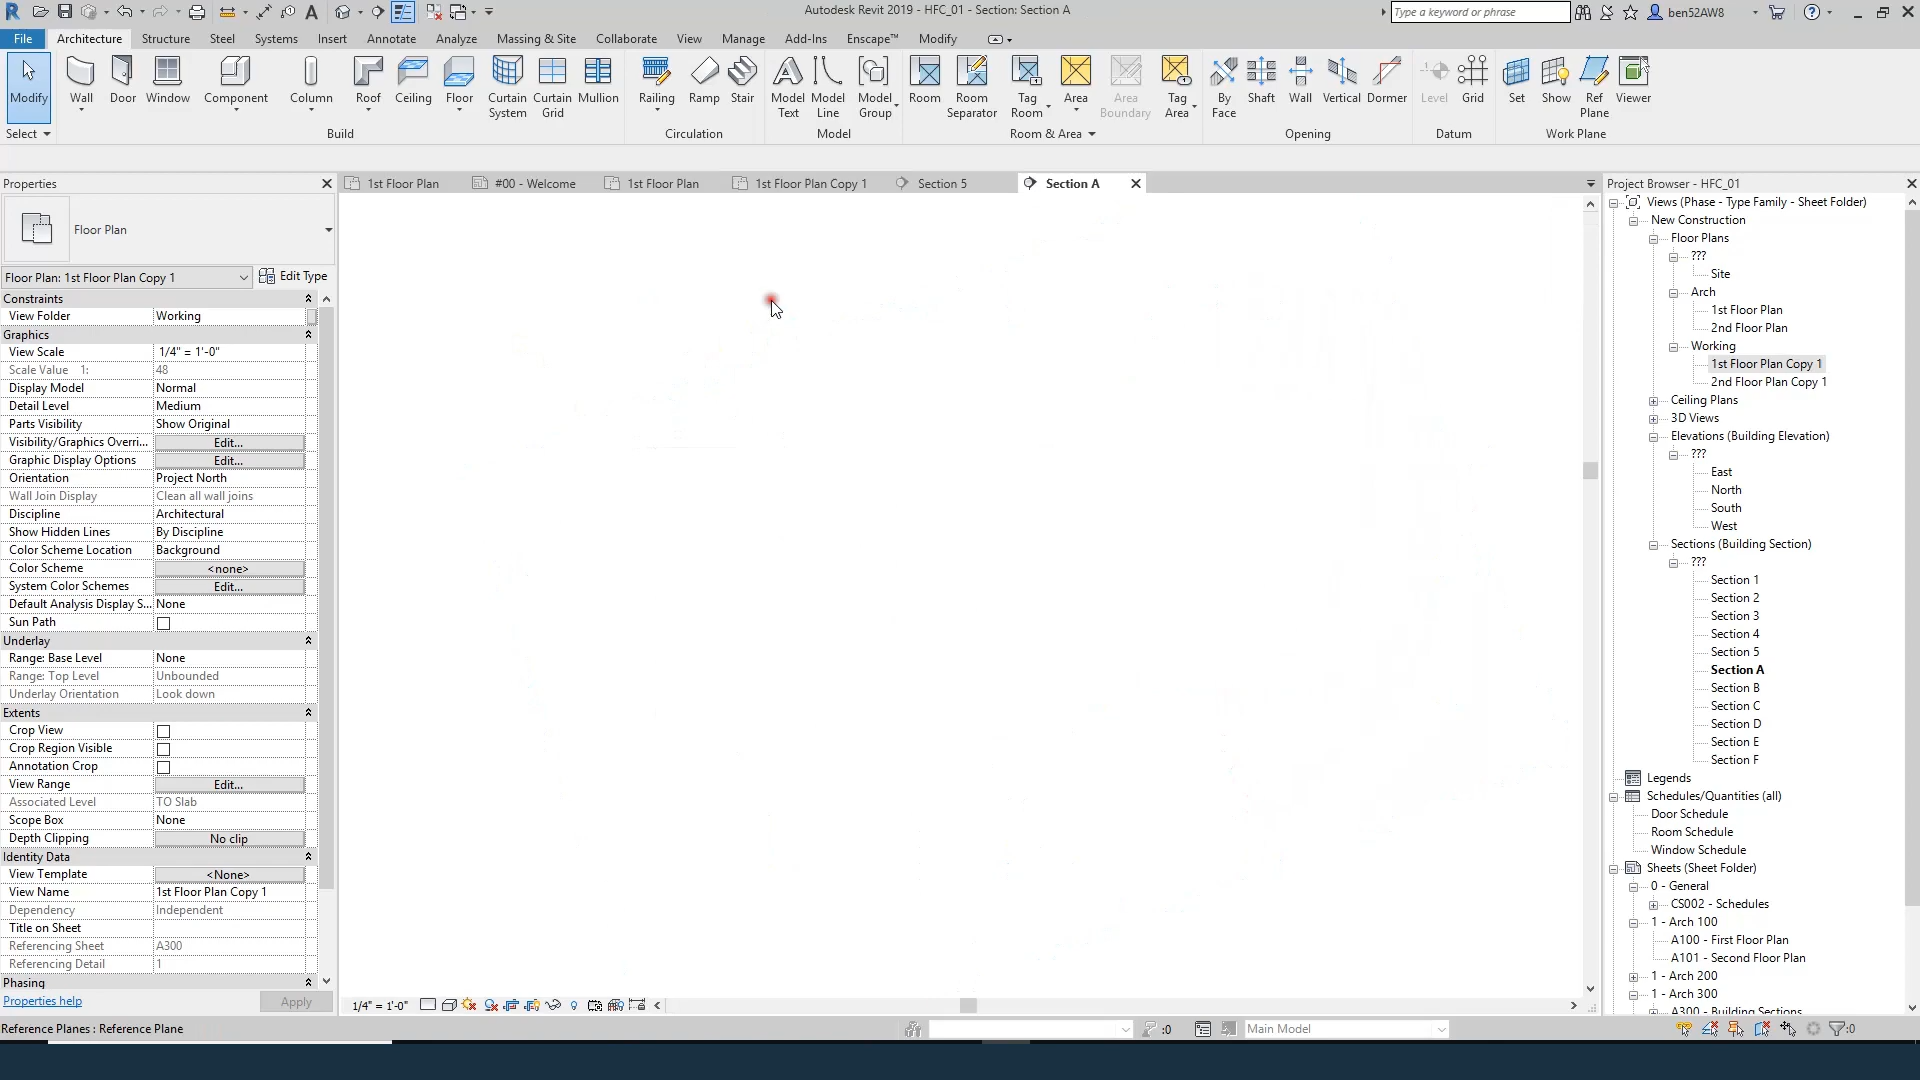 Autodesk Revit 2019 - HFC_01 - Section: Section A
Type a keyword or phrase
ben52AW8
File Architecture Structure Steel Systems Insert Annotate Analyze Massing & Site Collaborate View Manage Add-Ins Enscape™ Modify
Modify Wall Door Window Component Column Roof Ceiling Floor Curtain System Curtain Grid Mullion Railing Ramp Stair Model Text Model Line Model Group Room Room Separator Tag Room Area Area Boundary Tag Area By Face Shaft Wall Vertical Dormer Level Grid Set Show Ref Plane Viewer
Select Build Circulation Model Room & Area Opening Datum Work Plane
Properties
Floor Plan
Floor Plan: 1st Floor Plan Copy 1 Edit Type
Constraints
View Folder Working
Graphics
View Scale 1/4" = 1'-0"
Scale Value 1: 48
Display Model Normal
Detail Level Medium
Parts Visibility Show Original
Visibility/Graphics Overri... Edit...
Graphic Display Options Edit...
Orientation Project North
Wall Join Display Clean all wall joins
Discipline Architectural
Show Hidden Lines By Discipline
Color Scheme Location Background
Color Scheme <none>
System Color Schemes Edit...
Default Analysis Display S... None
Sun Path
Underlay
Range: Base Level None
Range: Top Level Unbounded
Underlay Orientation Look down
Extents
Crop View
Crop Region Visible
Annotation Crop
View Range Edit...
Associated Level TO Slab
Scope Box None
Depth Clipping No clip
Identity Data
View Template <None>
View Name 1st Floor Plan Copy 1
Dependency Independent
Title on Sheet
Referencing Sheet A300
Referencing Detail 1
Phasing
Properties help Apply
1st Floor Plan #00 - Welcome 1st Floor Plan 1st Floor Plan Copy 1 Section 5 Section A
1/4" = 1'-0"
Project Browser - HFC_01
Views (Phase - Type Family - Sheet Folder)
New Construction
Floor Plans
???
Site
Arch
1st Floor Plan
2nd Floor Plan
Working
1st Floor Plan Copy 1
2nd Floor Plan Copy 1
Ceiling Plans
3D Views
Elevations (Building Elevation)
???
East
North
South
West
Sections (Building Section)
???
Section 1
Section 2
Section 3
Section 4
Section 5
Section A
Section B
Section C
Section D
Section E
Section F
Legends
Schedules/Quantities (all)
Door Schedule
Room Schedule
Window Schedule
Sheets (Sheet Folder)
0 - General
CS002 - Schedules
1 - Arch 100
A100 - First Floor Plan
A101 - Second Floor Plan
1 - Arch 200
1 - Arch 300
A300 - Building Sections
Reference Planes : Reference Plane
:0
Main Model
:0